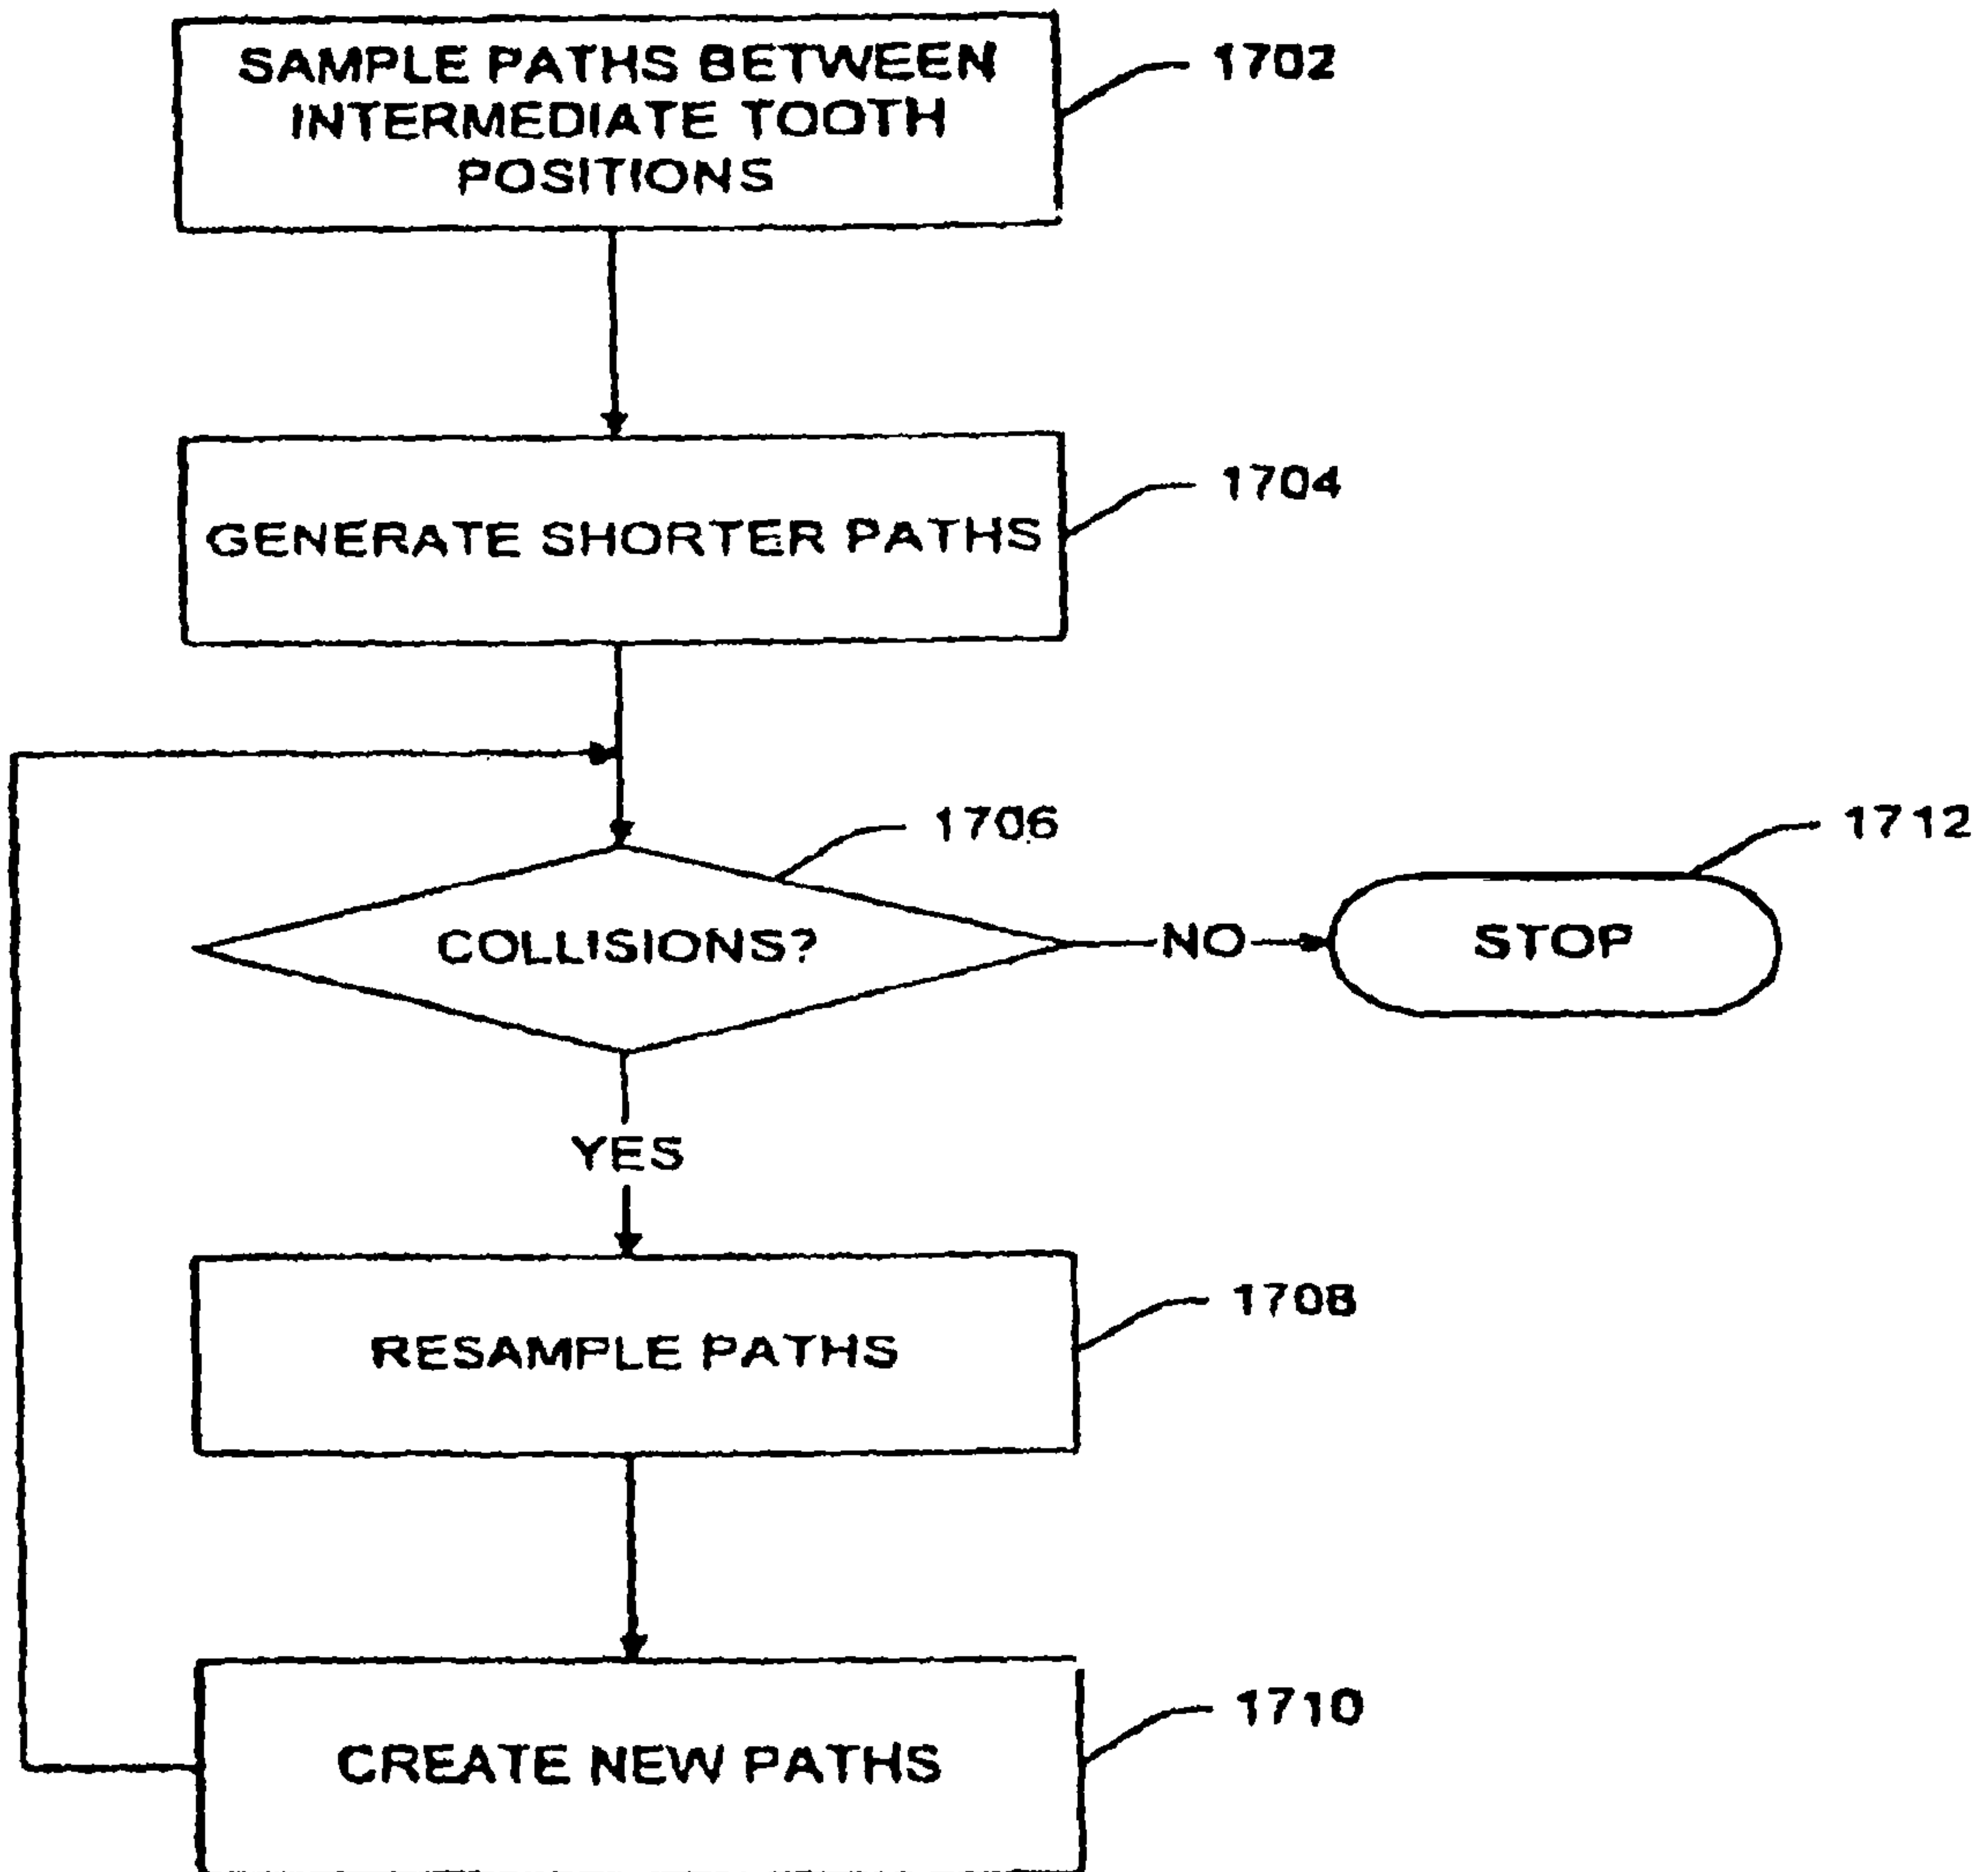 SAMPLE PATHS BETWEEN
INTERMEDIATE TOOTH
POSITIONS
1702
GENERATE SHORTER PATHS
1704
COLLISIONS?
1706
NO
STOP
1712
YES
RESAMPLE PATHS
1708
CREATE NEW PATHS
1710